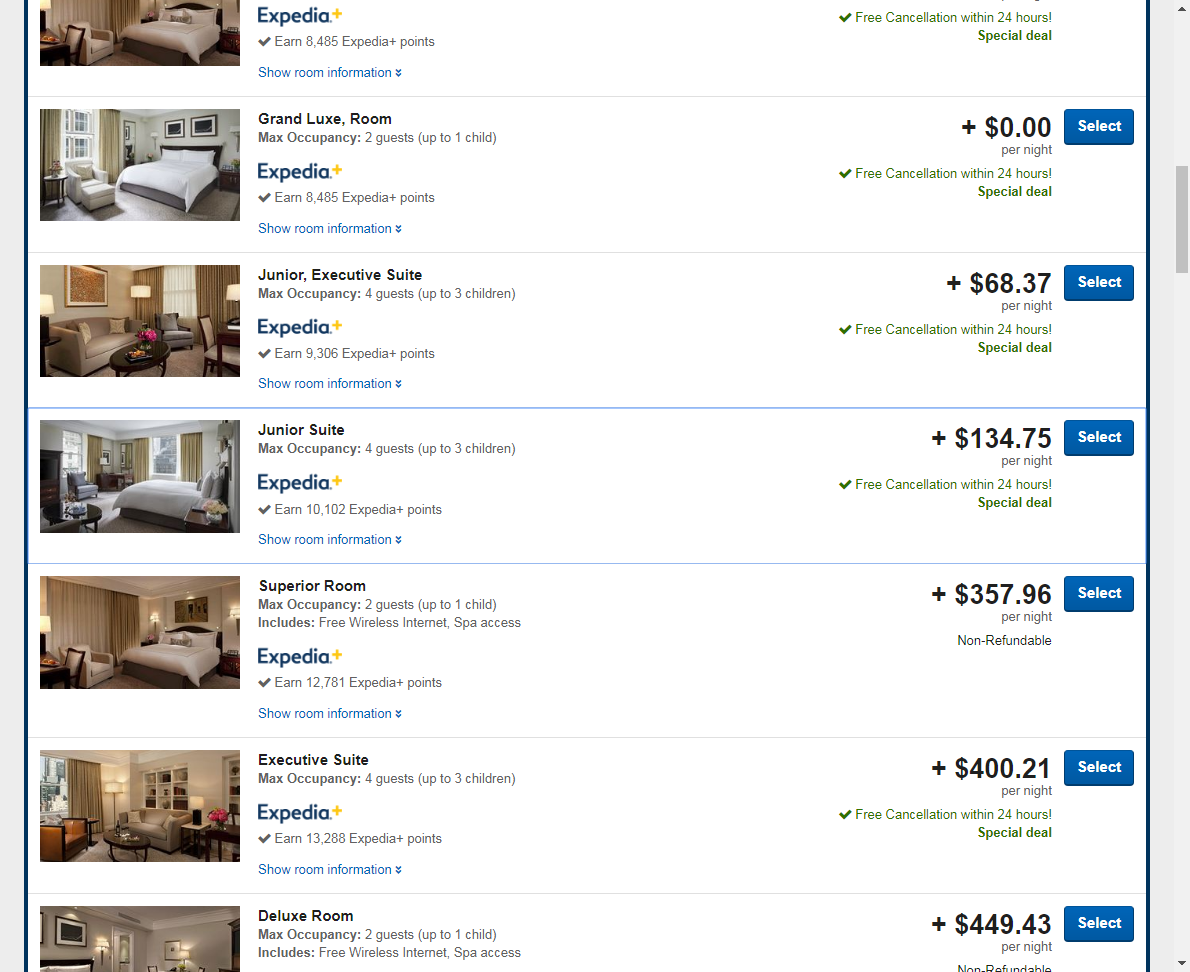 Expedia+
Free Cancellation within 24 hours!
Special deal
Earn 8,485 Expedia+ points
Show room information
Grand Luxe, Room
Max Occupancy: 2 guests (up to 1 child)
+ $0.00
per night
Select
Expedia+
Free Cancellation within 24 hours!
Special deal
Earn 8,485 Expedia+ points
Show room information
Junior, Executive Suite
Max Occupancy: 4 guests (up to 3 children)
+ $68.37
per night
Select
Expedia+
Free Cancellation within 24 hours!
Special deal
Earn 9,306 Expedia+ points
Show room information
Junior Suite
Max Occupancy: 4 guests (up to 3 children)
+ $134.75
per night
Select
Expedia+
Free Cancellation within 24 hours!
Special deal
Earn 10,102 Expedia+ points
Show room information
Superior Room
Max Occupancy: 2 guests (up to 1 child)
Includes: Free Wireless Internet, Spa access
+ $357.96
per night
Select
Non-Refundable
Expedia+
Earn 12,781 Expedia+ points
Show room information
Executive Suite
Max Occupancy: 4 guests (up to 3 children)
+ $400.21
per night
Select
Expedia+
Free Cancellation within 24 hours!
Special deal
Earn 13,288 Expedia+ points
Show room information
Deluxe Room
Max Occupancy: 2 guests (up to 1 child)
Includes: Free Wireless Internet, Spa access
+ $449.43
per night
Select
Non-Refundable